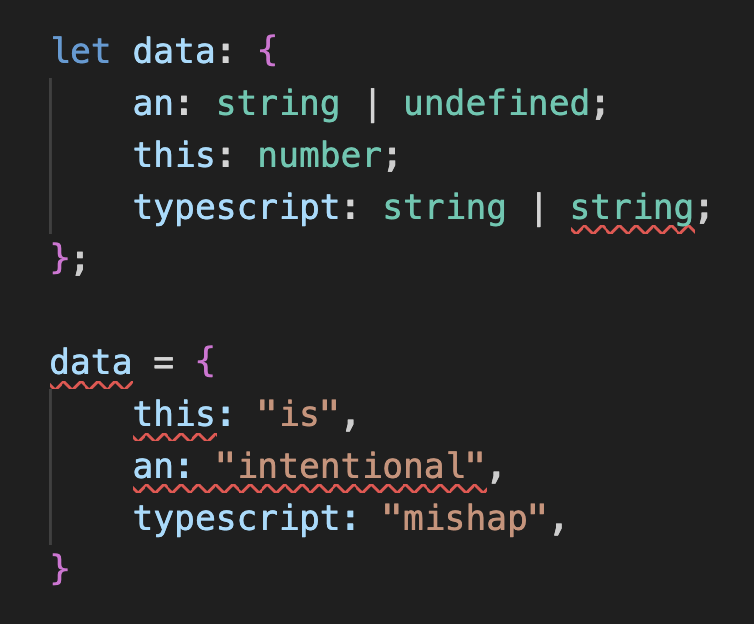 let data: {
an: string | undefined;
this: number;
typescript: string | string;
};
data = {
this: "is",
an: "intentional",
typescript: "mishap",
}